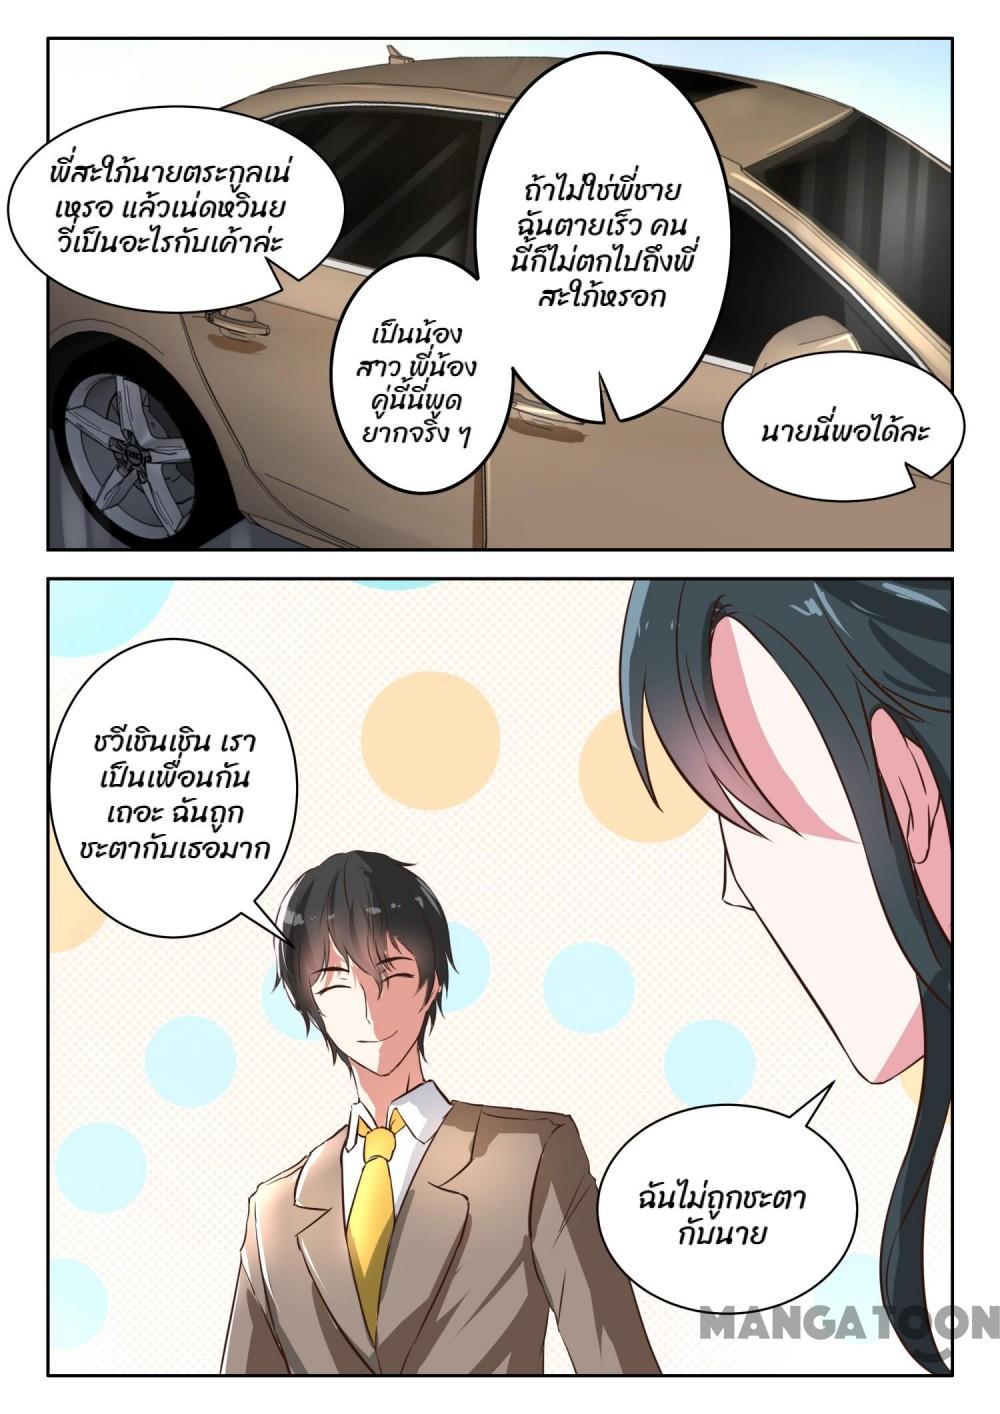 พี่สะใภ้นายตระกูลเน่
เหรอ แล้วเน่ดหวินย
วี่เป็นอะไรกับเค้าล่ะ
ถ้าไม่ใช่พี่ชาย
ฉันตายเร็ว คน
นี้ก็ไม่ตกไปถึงพี่
สะใภ้หรอก
เป็นน้อง
สาว พี่น้อง
คู่นี้นี่พูด
ยากจริง ๆ
นายนี่พอได้ละ
ชวีเชินเชิน เรา
เป็นเพื่อนกัน
เถอะ ฉันถูก
ชะตากับเธอมาก
ฉันไม่ถูกชะตา
กับนาย
MANGATOON